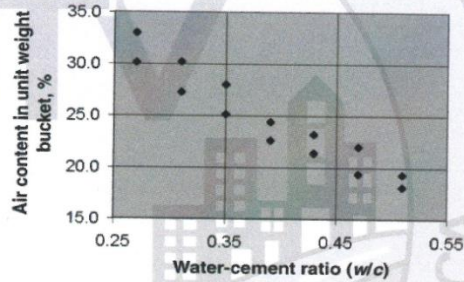 Air content in unit weight
bucket, %
35.0
30.0
25.0
20.0
15.0
0.25 0.35 0.45 0.55
Water-cement ratio (w/c)